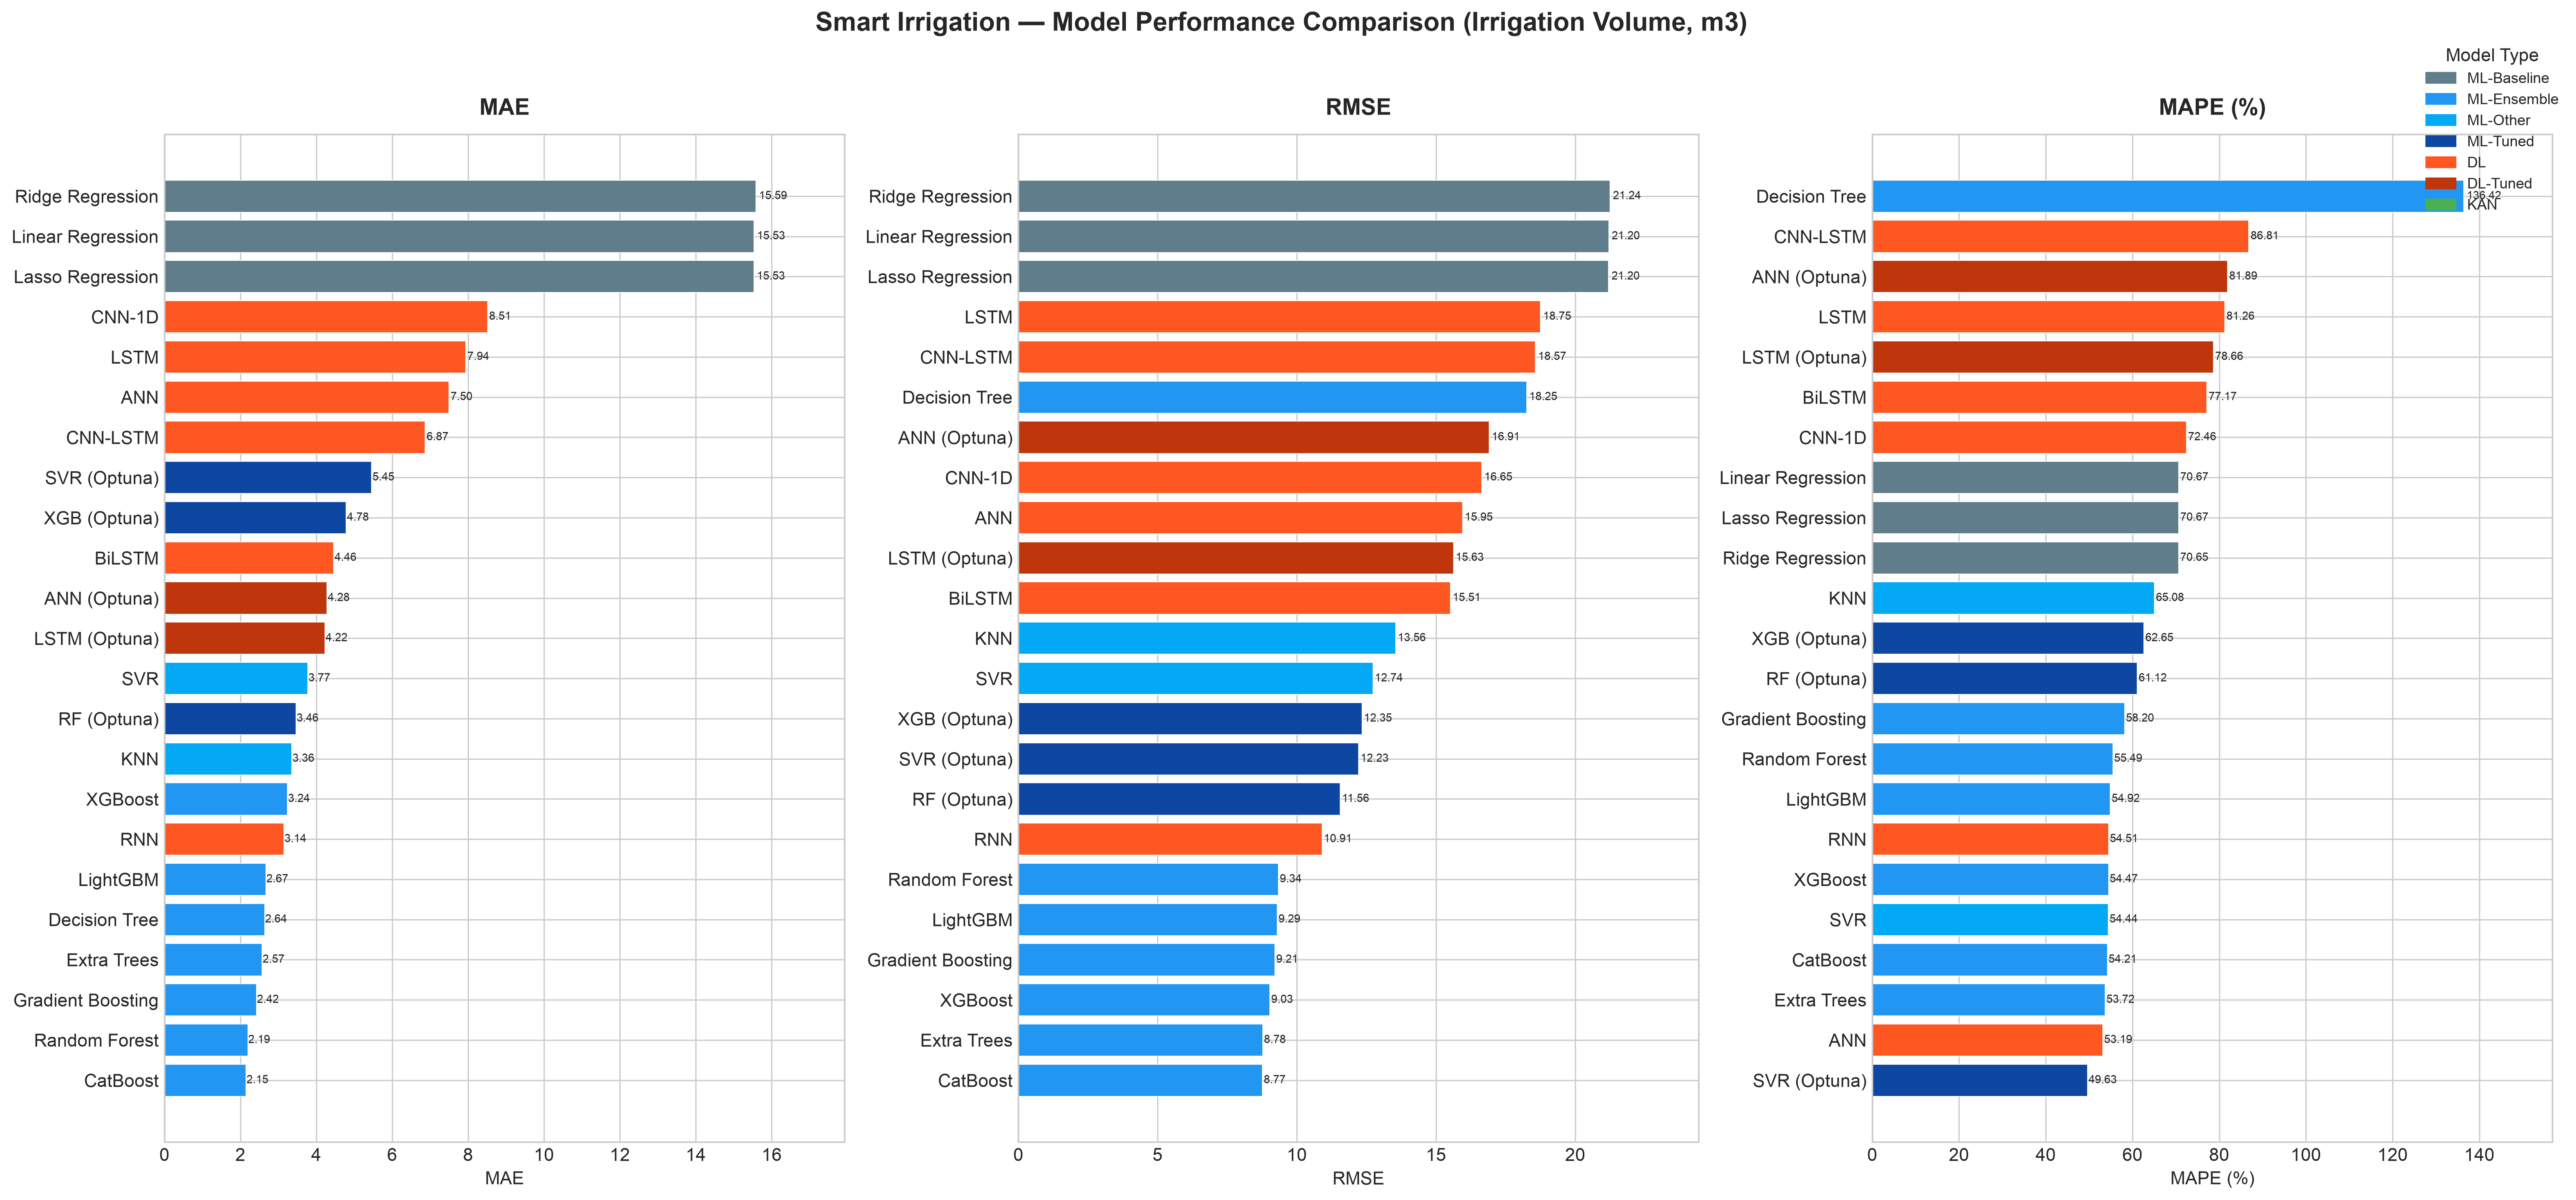 Smart Irrigation — Model Performance Comparison (Irrigation Volume, m3)
Model Type
ML-Baseline
ML-Ensemble
ML-Other
ML-Tuned
DL
DL-Tuned
KAN
MAE
Ridge Regression 15.59
Linear Regression 15.53
Lasso Regression 15.53
CNN-1D 8.51
LSTM 7.94
ANN 7.50
CNN-LSTM 6.87
SVR (Optuna) 5.45
XGB (Optuna) 4.78
BiLSTM 4.46
ANN (Optuna) 4.28
LSTM (Optuna) 4.22
SVR 3.77
RF (Optuna) 3.46
KNN 3.36
XGBoost 3.24
RNN 3.14
LightGBM 2.67
Decision Tree 2.64
Extra Trees 2.57
Gradient Boosting 2.42
Random Forest 2.19
CatBoost 2.15
0 2 4 6 8 10 12 14 16
MAE
RMSE
Ridge Regression 21.24
Linear Regression 21.20
Lasso Regression 21.20
LSTM 18.75
CNN-LSTM 18.57
Decision Tree 18.25
ANN (Optuna) 16.91
CNN-1D 16.65
ANN 15.95
LSTM (Optuna) 15.63
BiLSTM 15.51
KNN 13.56
SVR 12.74
XGB (Optuna) 12.35
SVR (Optuna) 12.23
RF (Optuna) 11.56
RNN 10.91
Random Forest 9.34
LightGBM 9.29
Gradient Boosting 9.21
XGBoost 9.03
Extra Trees 8.78
CatBoost 8.77
0 5 10 15 20
RMSE
MAPE (%)
Decision Tree 136.42
CNN-LSTM 86.81
ANN (Optuna) 81.89
LSTM 81.26
LSTM (Optuna) 78.66
BiLSTM 77.17
CNN-1D 72.46
Linear Regression 70.67
Lasso Regression 70.67
Ridge Regression 70.65
KNN 65.08
XGB (Optuna) 62.65
RF (Optuna) 61.12
Gradient Boosting 58.20
Random Forest 55.49
LightGBM 54.92
RNN 54.51
XGBoost 54.47
SVR 54.44
CatBoost 54.21
Extra Trees 53.72
ANN 53.19
SVR (Optuna) 49.63
0 20 40 60 80 100 120 140
MAPE (%)